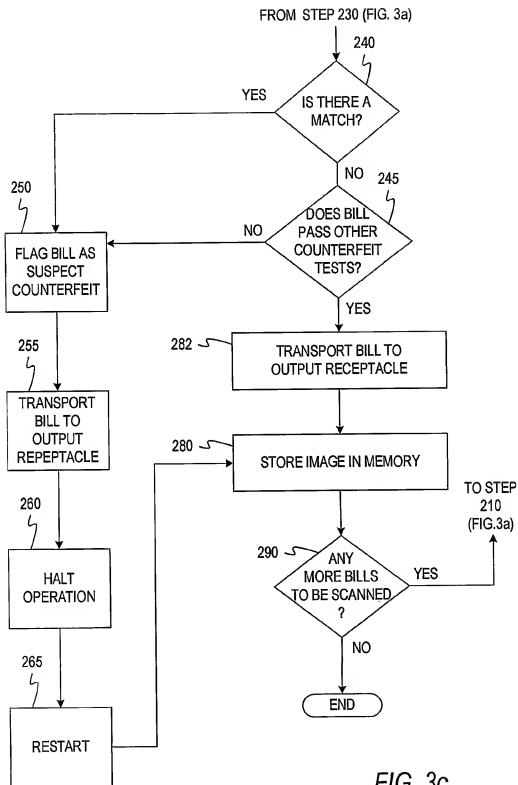 FROM STEP 230 (FIG. 3a)
240
YES
IS THERE A
MATCH?
NO
245
250
DOES BILL
PASS OTHER
COUNTERFEIT
TESTS?
NO
FLAG BILL AS
SUSPECT
COUNTERFEIT
YES
282
TRANSPORT BILL TO
OUTPUT RECEPTACLE
255
TRANSPORT
BILL TO
OUTPUT
REPEPTACLE
280
STORE IMAGE IN MEMORY
TO STEP
210
(FIG.3a)
260
HALT
OPERATION
290
ANY
MORE BILLS
TO BE SCANNED
?
YES
NO
265
RESTART
END
FIG. 3c